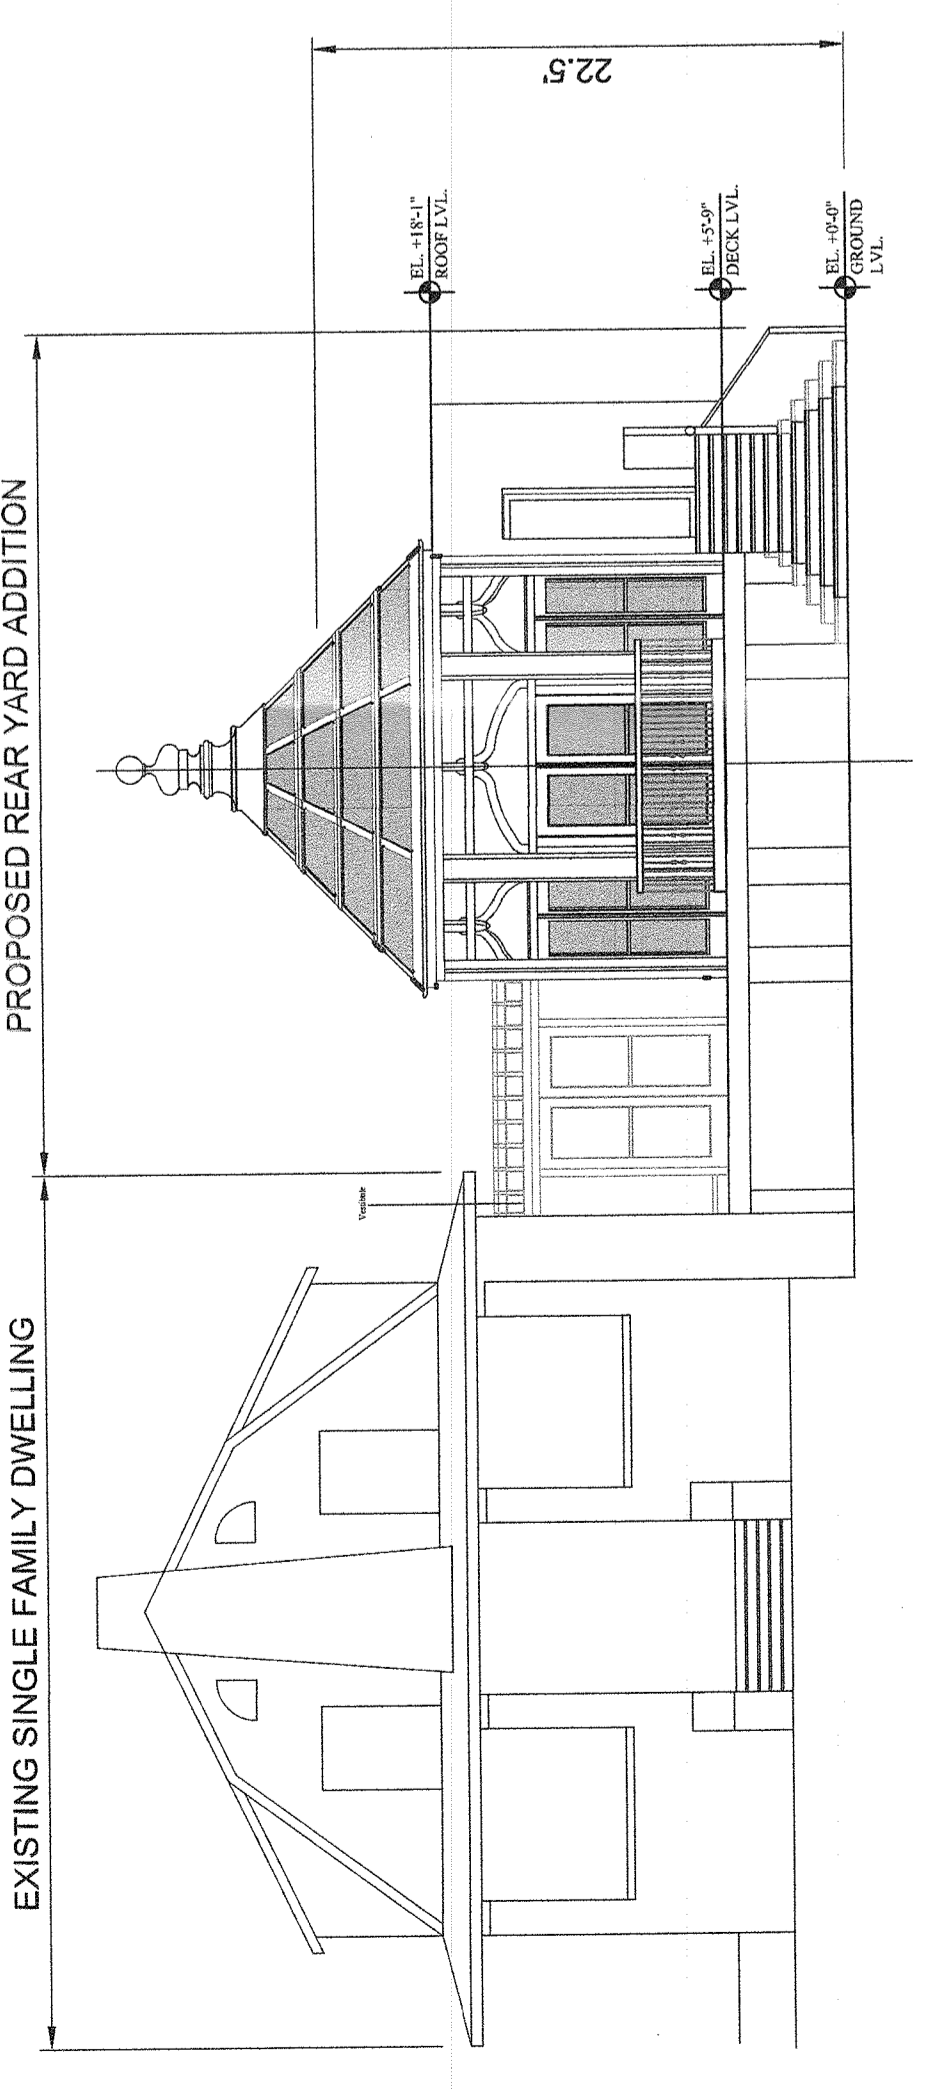 EXISTING SINGLE FAMILY DWELLING
PROPOSED REAR YARD ADDITION
Vestibule
EL. +18'-1"
ROOF LVL.
EL. +5'-9"
DECK LVL.
EL. +0'-0"
GROUND
LVL.
22.5'